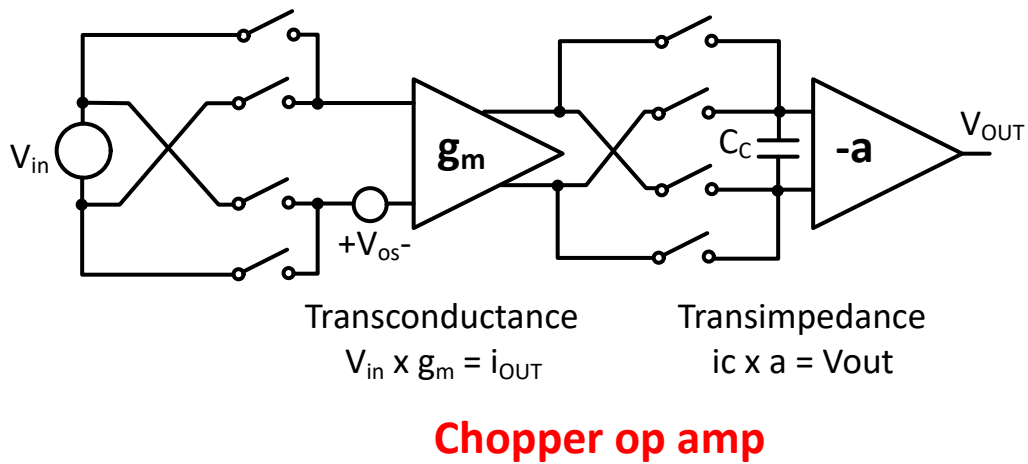 V_in
+V_os-
g_m
C_C
-a
V_OUT
Transconductance
V_in x g_m = i_OUT
Transimpedance
ic x a = Vout
Chopper op amp